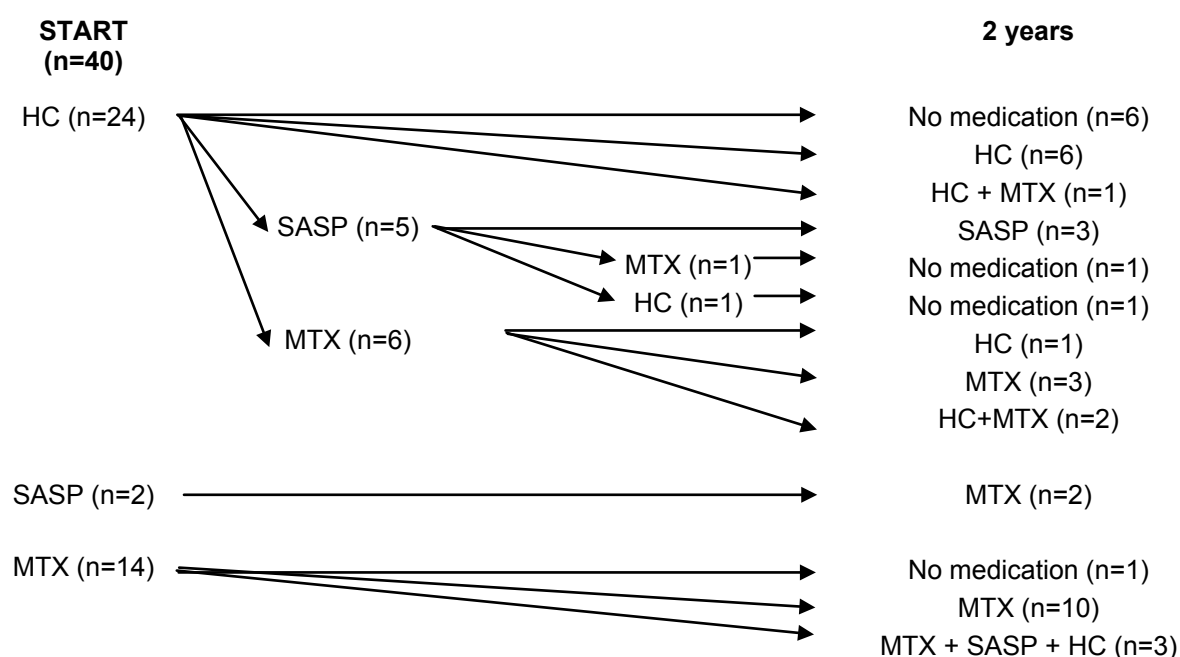 START
(n=40)
2 years
HC (n=24)
No medication (n=6)
HC (n=6)
HC + MTX (n=1)
SASP (n=5)
SASP (n=3)
MTX (n=1)
No medication (n=1)
HC (n=1)
No medication (n=1)
MTX (n=6)
HC (n=1)
MTX (n=3)
HC+MTX (n=2)
SASP (n=2)
MTX (n=2)
MTX (n=14)
No medication (n=1)
MTX (n=10)
MTX + SASP + HC (n=3)